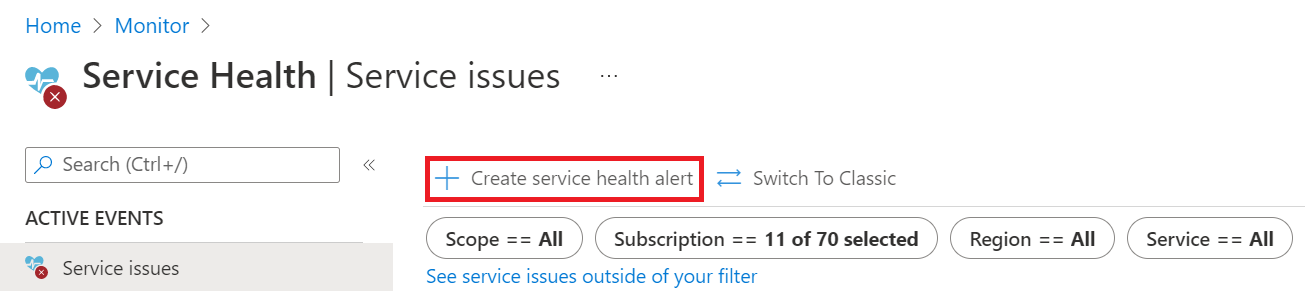 Home > Monitor >
Service Health | Service issues ...
Search (Ctrl+/) «
Create service health alert Switch To Classic
ACTIVE EVENTS
Scope == All Subscription == 11 of 70 selected Region == All Service == All
Service issues
See service issues outside of your filter